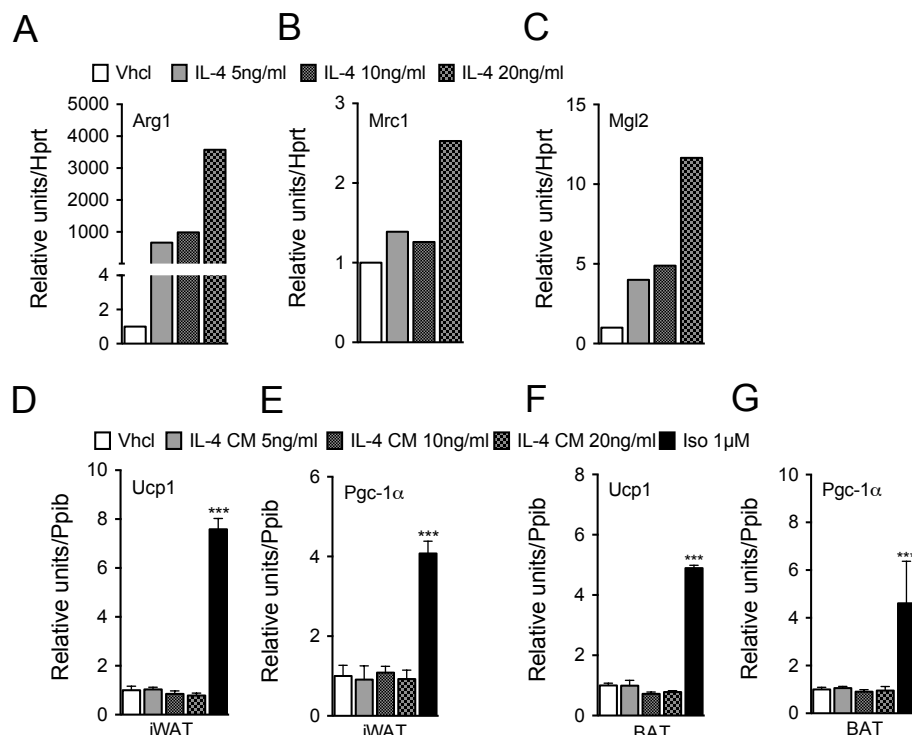 A
B
C
Vhcl IL-4 5ng/ml IL-4 10ng/ml IL-4 20ng/ml
Relative units/Hprt
5000
4000
3000
2000
1000
4
2
0
Arg1
Relative units/Hprt
3
2
1
0
Mrc1
Relative units/Hprt
15
10
5
0
Mgl2
D
E
F
G
Vhcl IL-4 CM 5ng/ml IL-4 CM 10ng/ml IL-4 CM 20ng/ml Iso 1μM
Relative units/Ppib
10
8
6
4
2
0
Ucp1
***
iWAT
Relative units/Ppib
6
4
2
0
Pgc-1α
***
iWAT
Relative units/Ppib
8
6
4
2
0
Ucp1
***
BAT
Relative units/Ppib
10
8
6
4
2
0
Pgc-1α
***
BAT